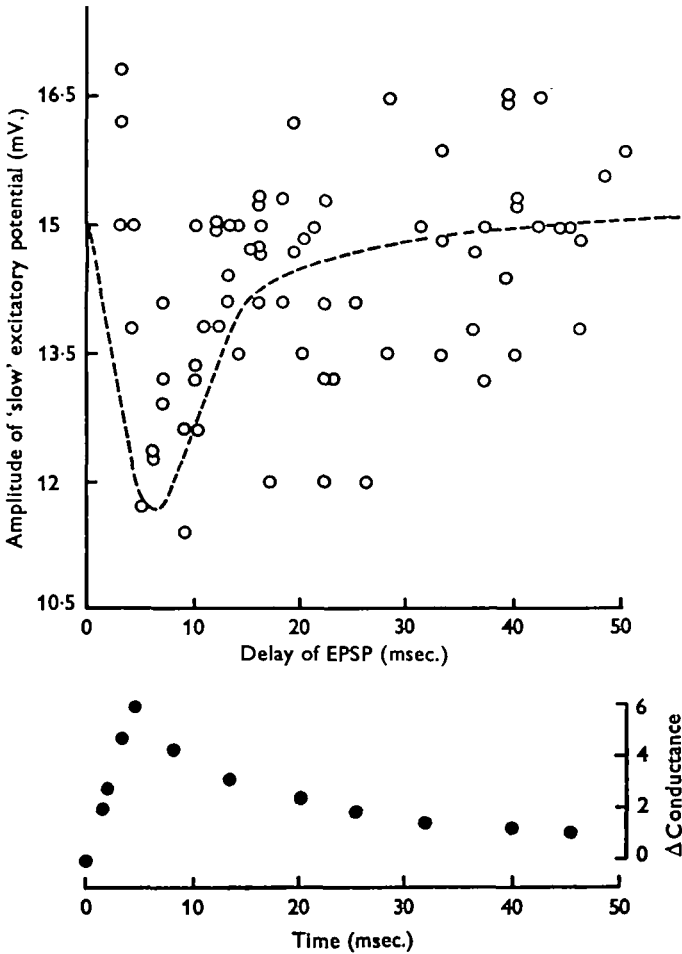 Amplitude of 'slow' excitatory potential (mV.)
16·5
15
13·5
12
10·5
0 10 20 30 40 50
Delay of EPSP (msec.)
6
4
2
0
ΔConductance
0 10 20 30 40 50
Time (msec.)